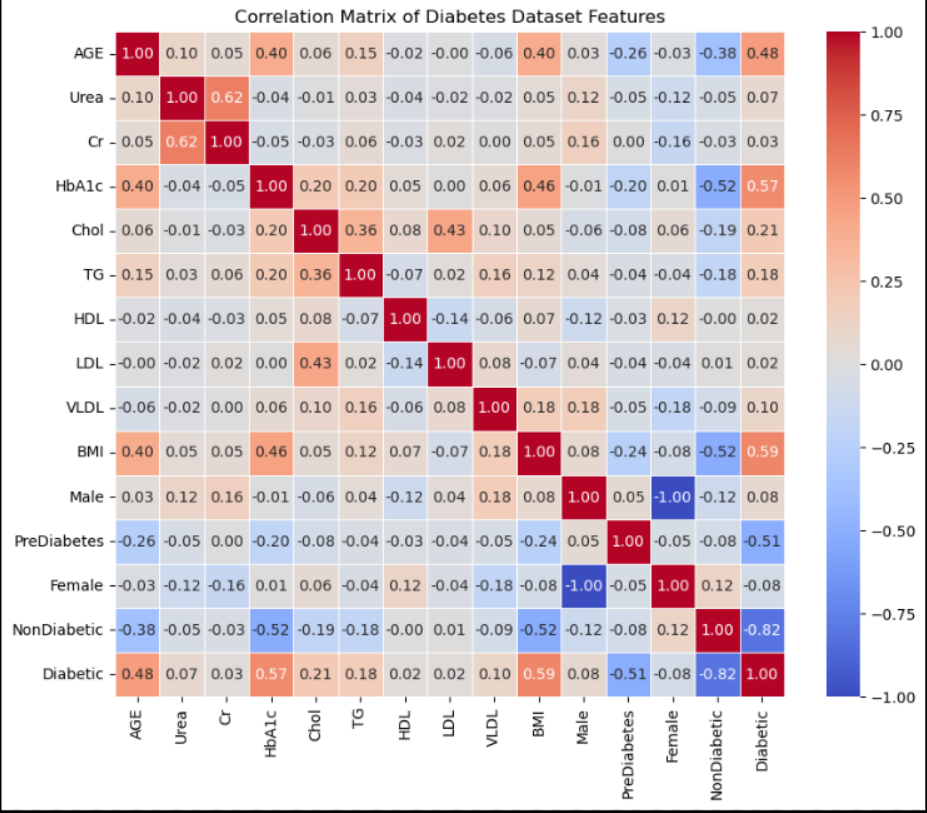 Correlation Matrix of Diabetes Dataset Features
AGE 1.00 0.10 0.05 0.40 0.06 0.15 -0.02 -0.00 -0.06 0.40 0.03 -0.26 -0.03 -0.38 0.48
Urea 0.10 1.00 0.62 -0.04 -0.01 0.03 -0.04 -0.02 -0.02 0.05 0.12 -0.05 -0.12 -0.05 0.07
Cr 0.05 0.62 1.00 -0.05 -0.03 0.06 -0.03 0.02 0.00 0.05 0.16 0.00 -0.16 -0.03 0.03
HbA1c 0.40 -0.04 -0.05 1.00 0.20 0.20 0.05 0.00 0.06 0.46 -0.01 -0.20 0.01 -0.52 0.57
Chol 0.06 -0.01 -0.03 0.20 1.00 0.36 0.08 0.43 0.10 0.05 -0.06 -0.08 0.06 -0.19 0.21
TG 0.15 0.03 0.06 0.20 0.36 1.00 -0.07 0.02 0.16 0.12 0.04 -0.04 -0.04 -0.18 0.18
HDL -0.02 -0.04 -0.03 0.05 0.08 -0.07 1.00 -0.14 -0.06 0.07 -0.12 -0.03 0.12 -0.00 0.02
LDL -0.00 -0.02 0.02 0.00 0.43 0.02 -0.14 1.00 0.08 -0.07 0.04 -0.04 -0.04 0.01 0.02
VLDL -0.06 -0.02 0.00 0.06 0.10 0.16 -0.06 0.08 1.00 0.18 0.18 -0.05 -0.18 -0.09 0.10
BMI 0.40 0.05 0.05 0.46 0.05 0.12 0.07 -0.07 0.18 1.00 0.08 -0.24 -0.08 -0.52 0.59
Male 0.03 0.12 0.16 -0.01 -0.06 0.04 -0.12 0.04 0.18 0.08 1.00 0.05 -1.00 -0.12 0.08
PreDiabetes -0.26 -0.05 0.00 -0.20 -0.08 -0.04 -0.03 -0.04 -0.05 -0.24 0.05 1.00 -0.05 -0.08 -0.51
Female -0.03 -0.12 -0.16 0.01 0.06 -0.04 0.12 -0.04 -0.18 -0.08 -1.00 -0.05 1.00 0.12 -0.08
NonDiabetic -0.38 -0.05 -0.03 -0.52 -0.19 -0.18 -0.00 0.01 -0.09 -0.52 -0.12 -0.08 0.12 1.00 -0.82
Diabetic 0.48 0.07 0.03 0.57 0.21 0.18 0.02 0.02 0.10 0.59 0.08 -0.51 -0.08 -0.82 1.00
AGE Urea Cr HbA1c Chol TG HDL LDL VLDL BMI Male PreDiabetes Female NonDiabetic Diabetic
1.00
0.75
0.50
0.25
0.00
−0.25
−0.50
−0.75
−1.00